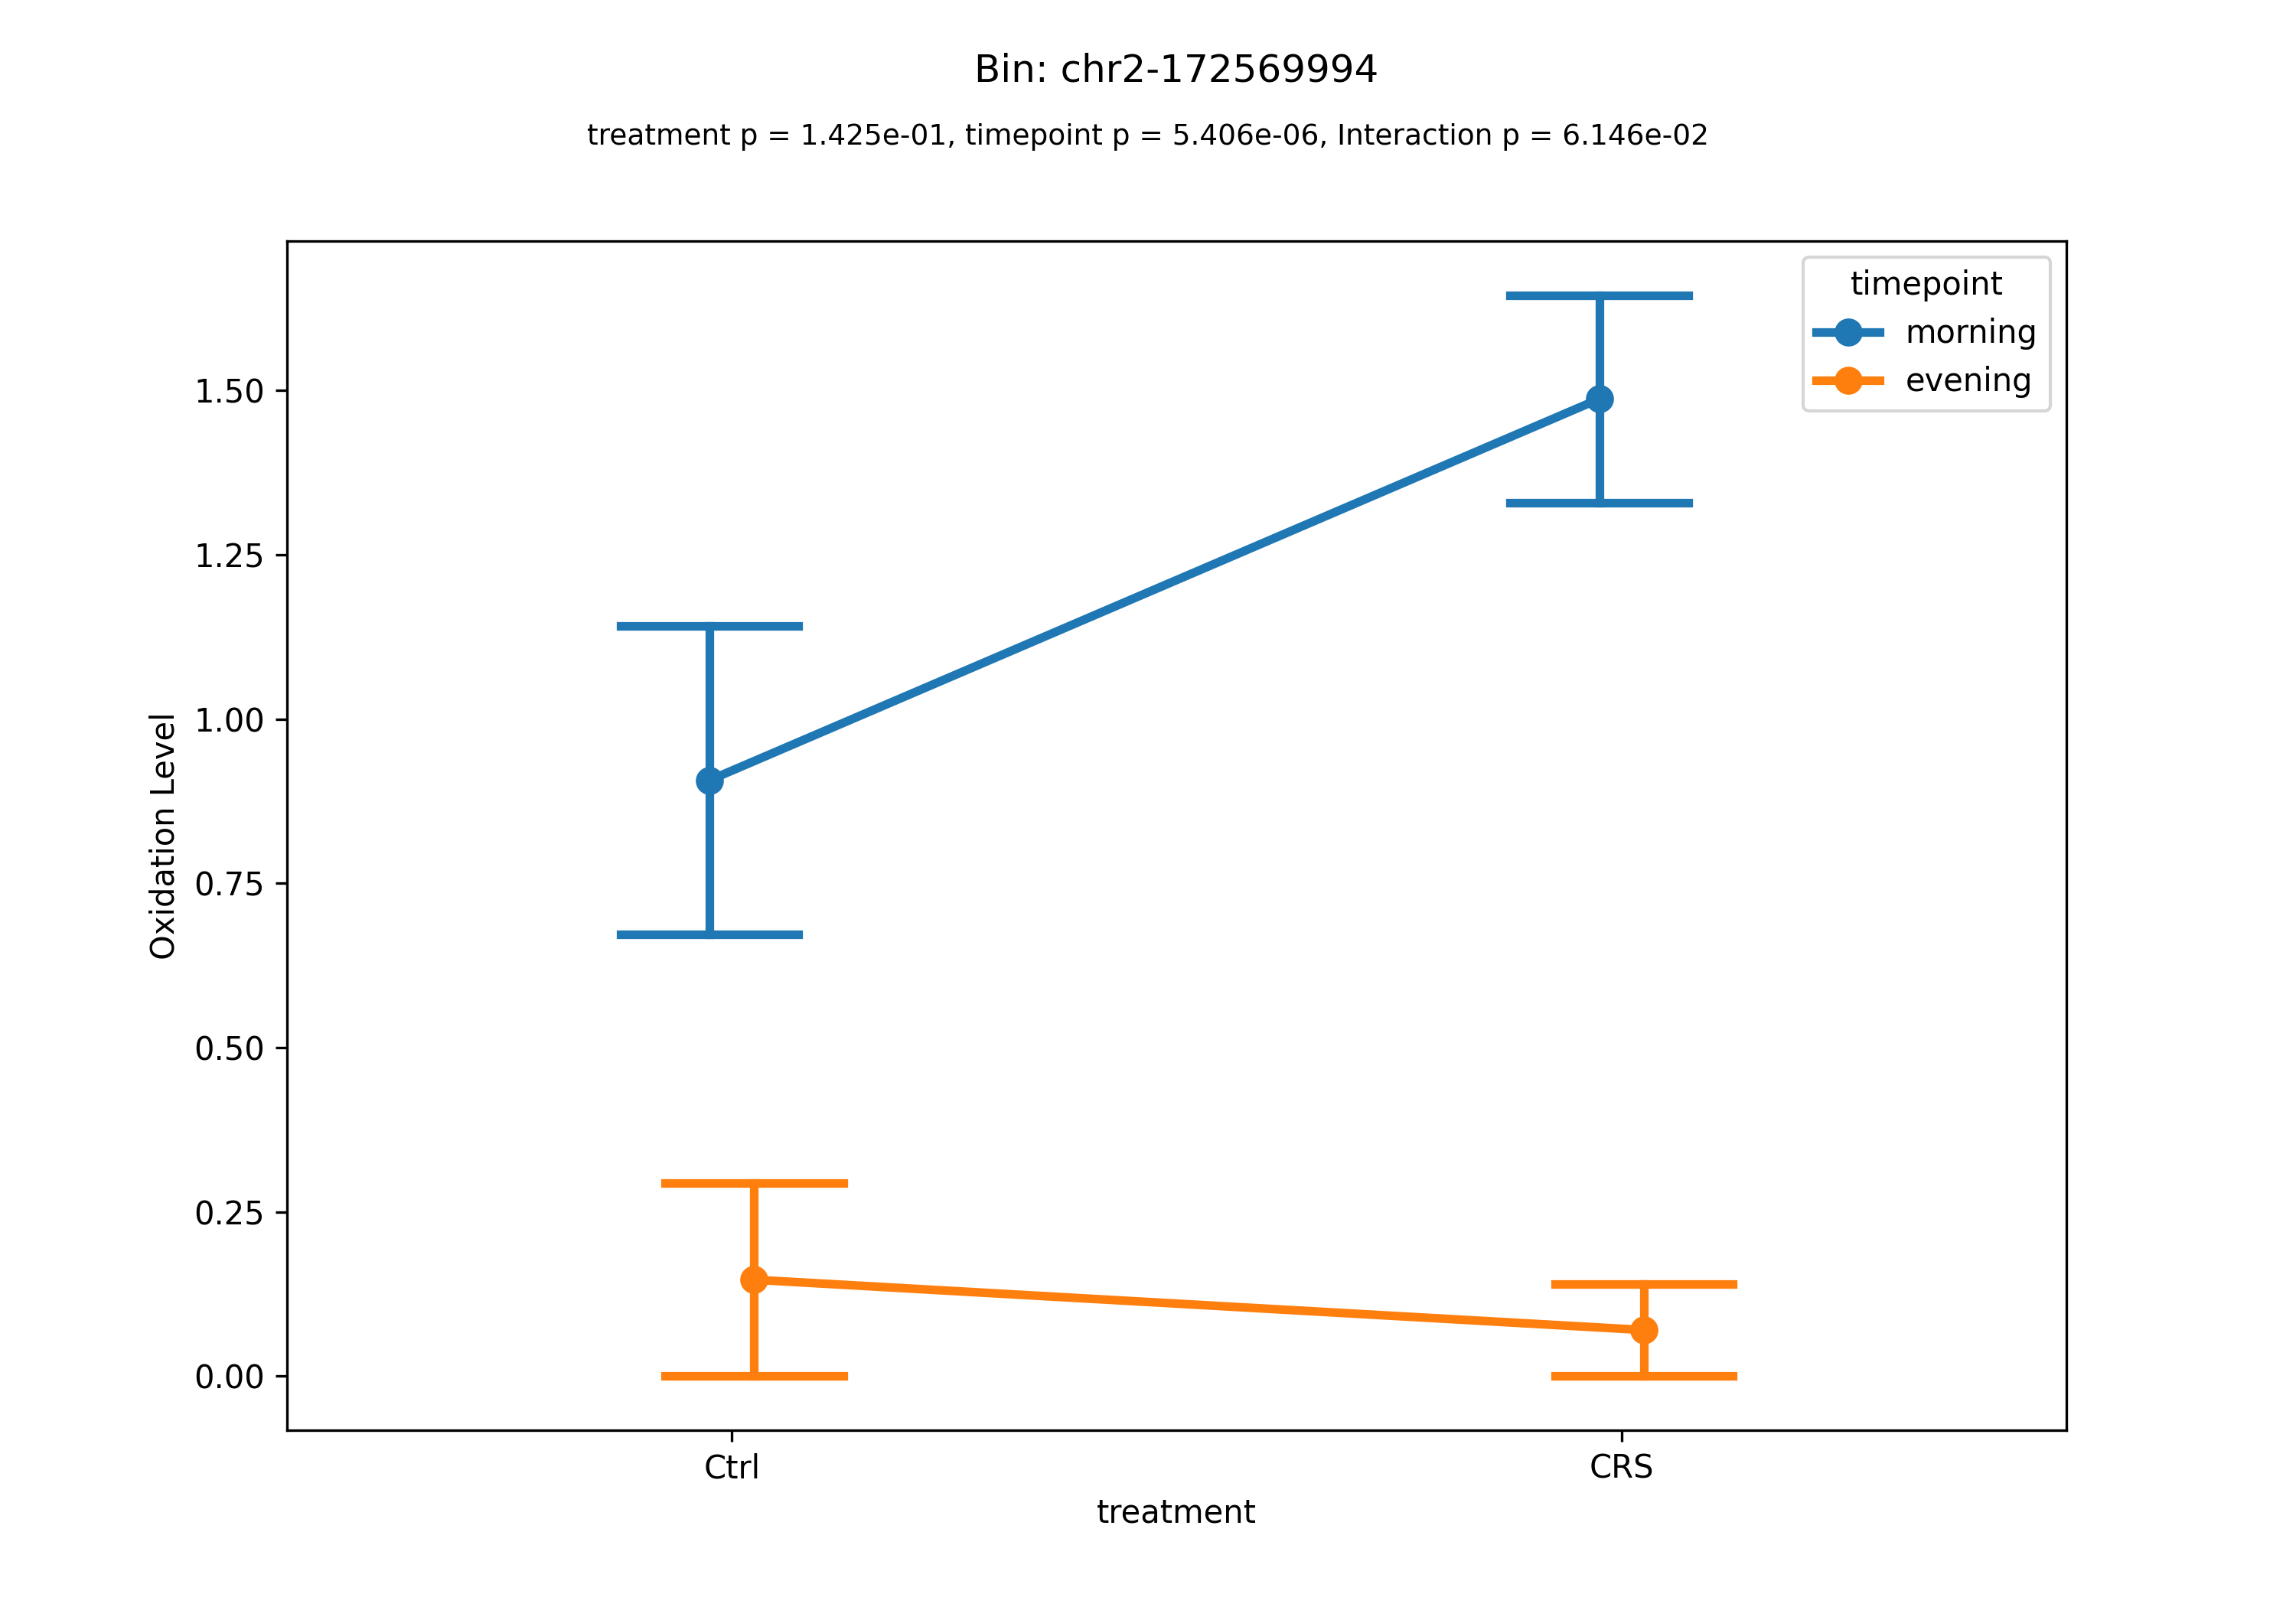 Bin: chr2-172569994
treatment p = 1.425e-01, timepoint p = 5.406e-06, Interaction p = 6.146e-02
timepoint
morning
evening
1.50
1.25
1.00
0.75
0.50
0.25
0.00
Oxidation Level
Ctrl
CRS
treatment